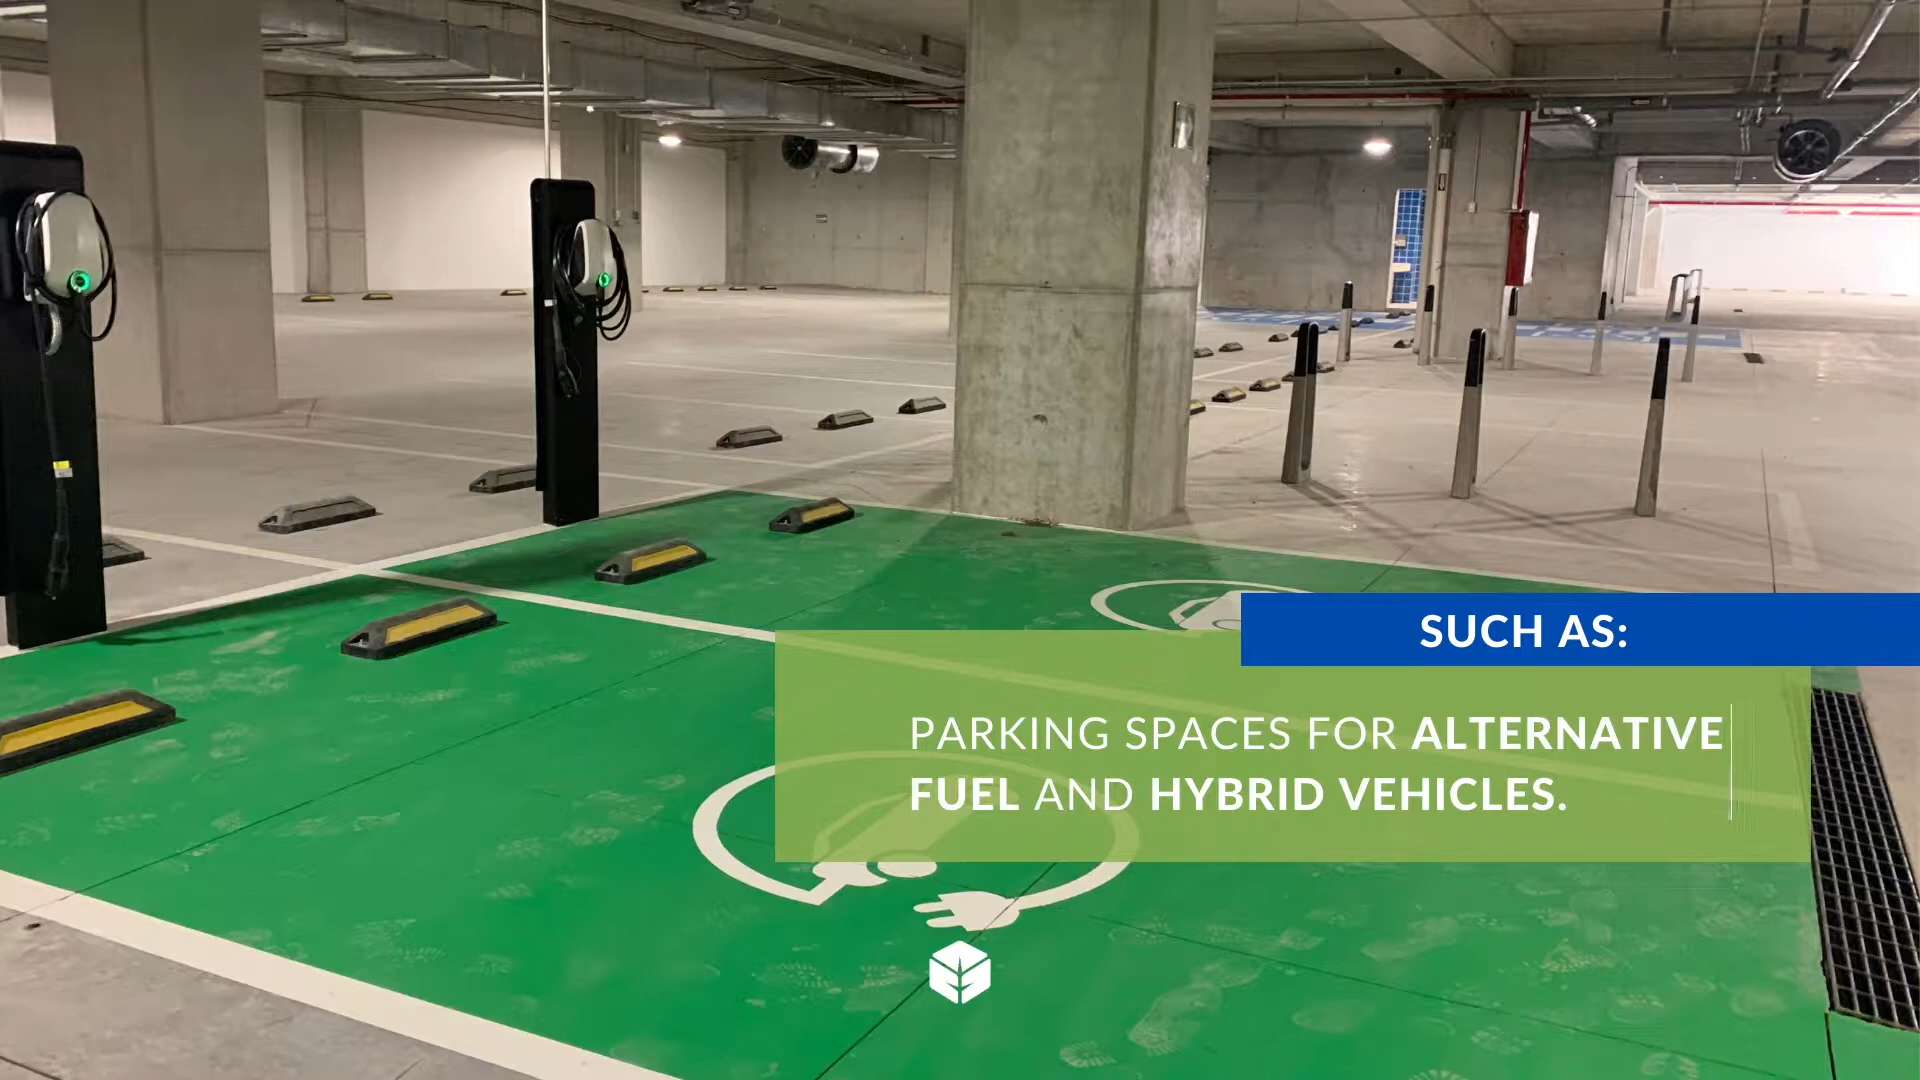 SUCH AS:
PARKING SPACES FOR ALTERNATIVE
FUEL AND HYBRID VEHICLES.